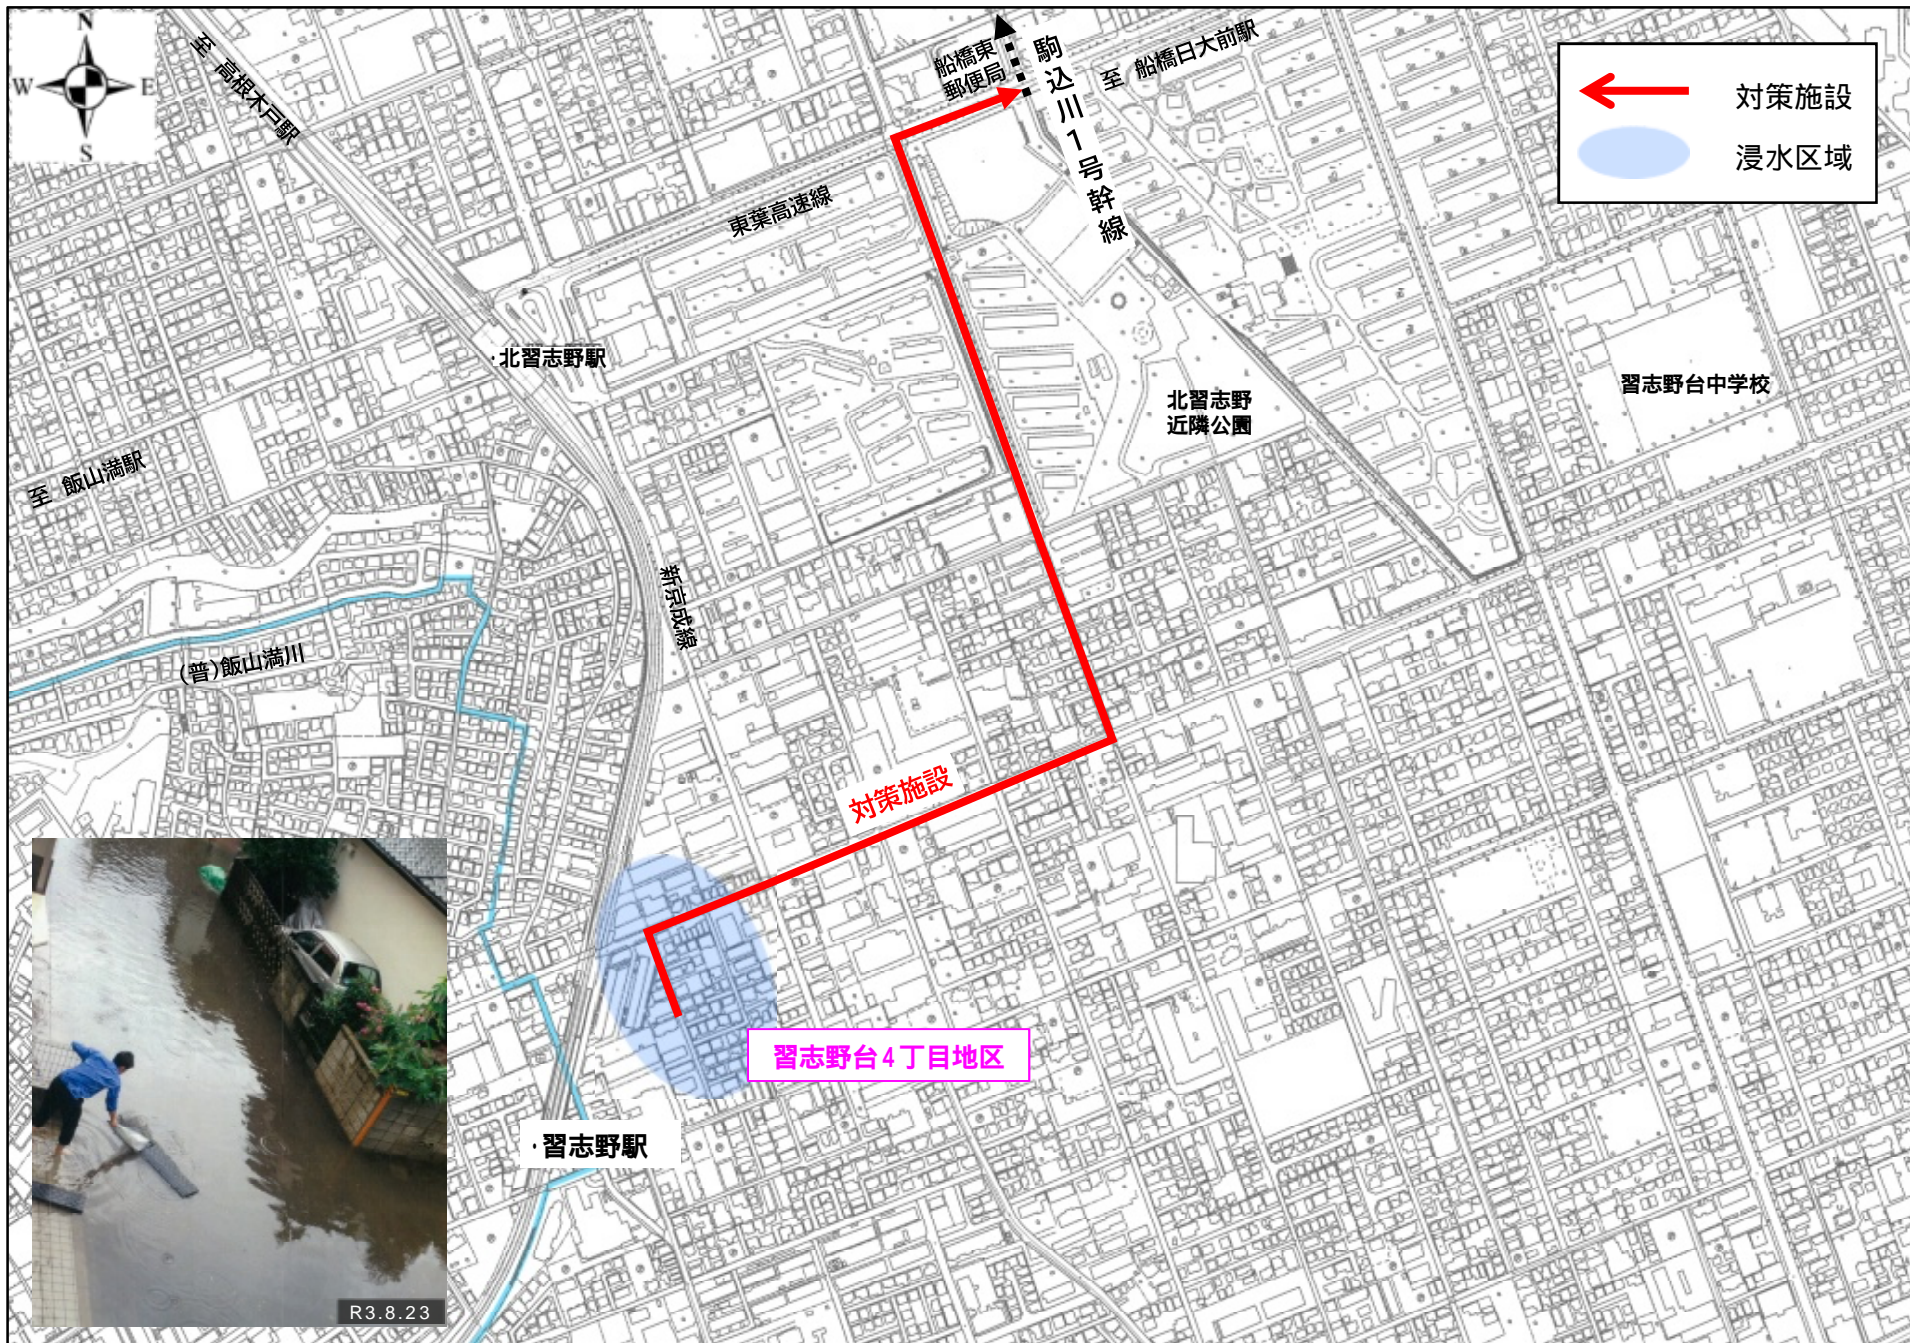 N
W
E
S
至 高根木戸駅
船橋東
郵便局
駒込川1号幹線
至 船橋日大前駅
対策施設
浸水区域
東葉高速線
・北習志野駅
北習志野
近隣公園
習志野台中学校
至 飯山満駅
新京成線
(普)飯山満川
対策施設
習志野台4丁目地区
・習志野駅
R3.8.23